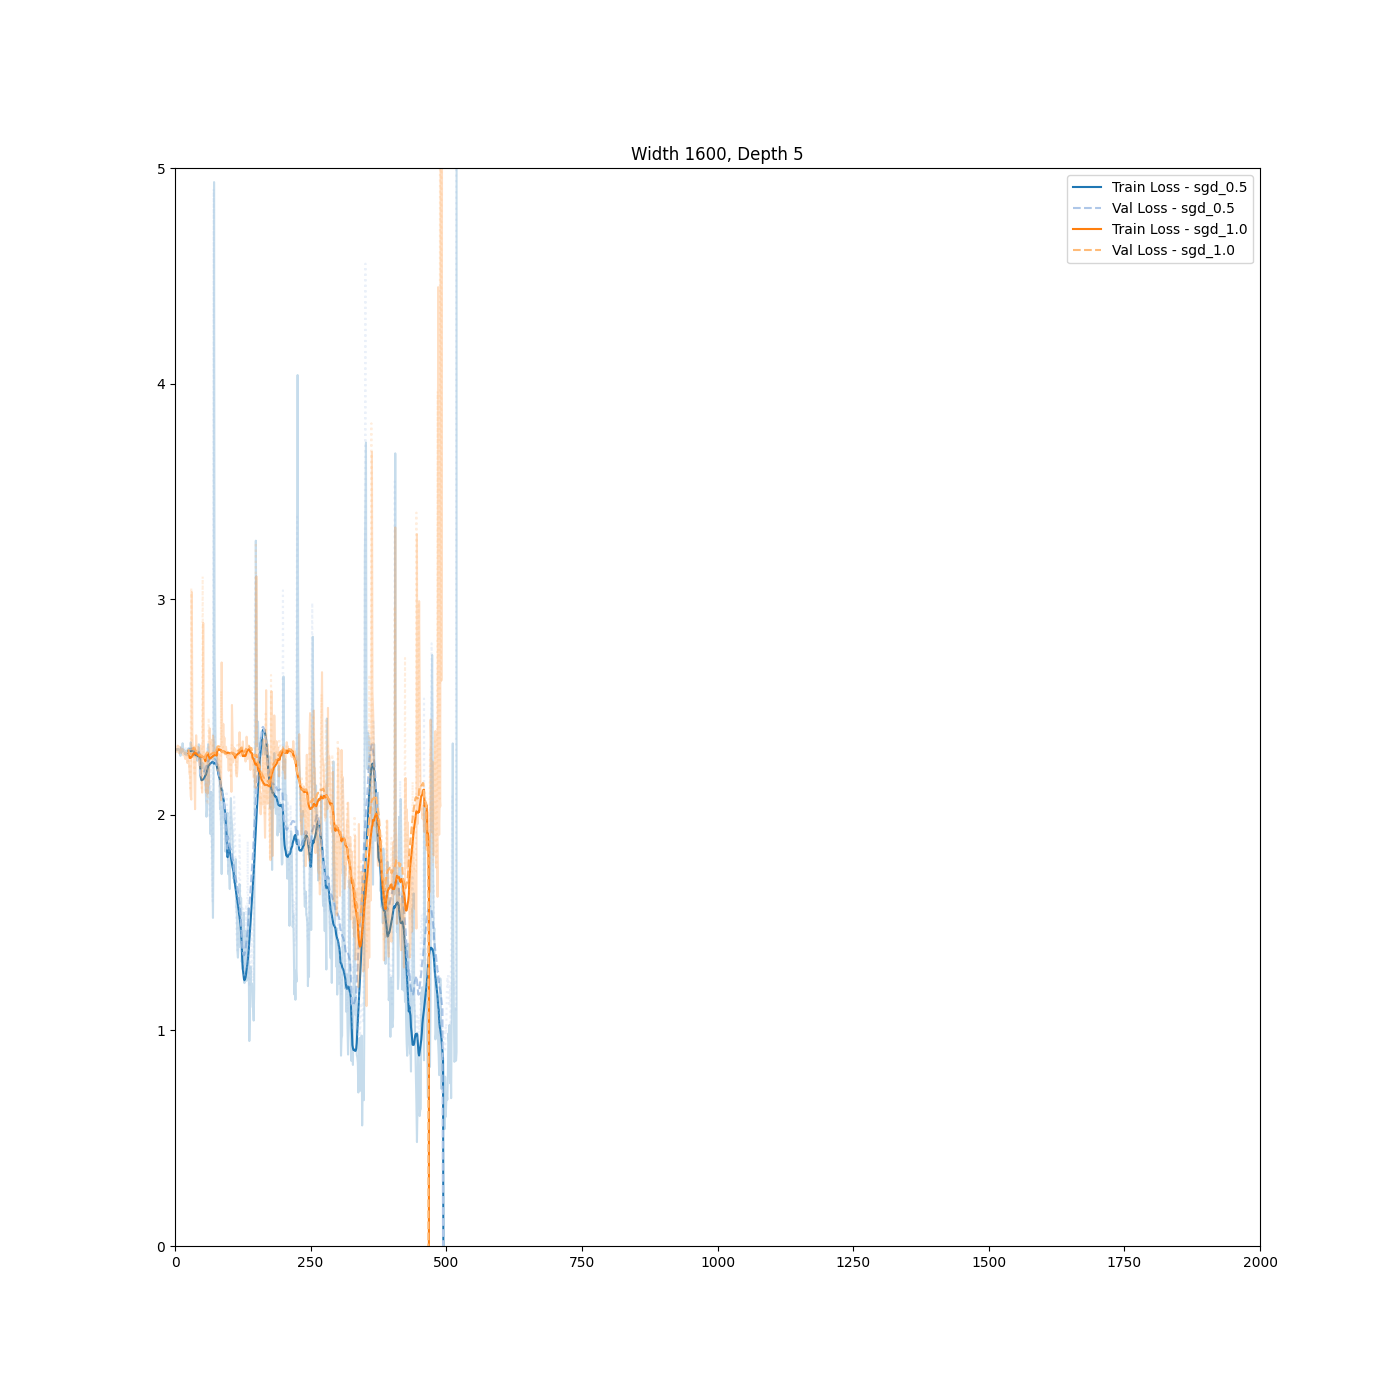 Width 1600, Depth 5
5
4
3
2
1
0
Train Loss - sgd_0.5
Val Loss - sgd_0.5
Train Loss - sgd_1.0
Val Loss - sgd_1.0
0 250 500 750 1000 1250 1500 1750 2000